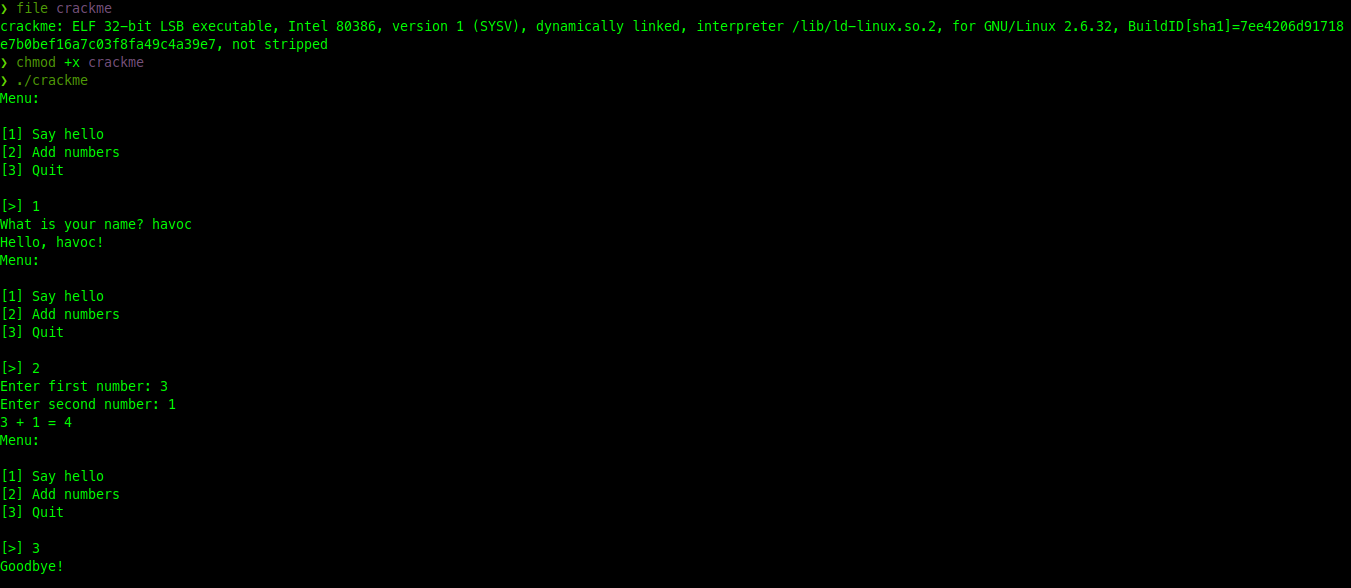 ❯ file crackme
crackme: ELF 32-bit LSB executable, Intel 80386, version 1 (SYSV), dynamically linked, interpreter /lib/ld-linux.so.2, for GNU/Linux 2.6.32, BuildID[sha1]=7ee4206d91718
e7b0bef16a7c03f8fa49c4a39e7, not stripped
❯ chmod +x crackme
❯ ./crackme
Menu:
[1] Say hello
[2] Add numbers
[3] Quit
[>] 1
What is your name? havoc
Hello, havoc!
Menu:
[1] Say hello
[2] Add numbers
[3] Quit
[>] 2
Enter first number: 3
Enter second number: 1
3 + 1 = 4
Menu:
[1] Say hello
[2] Add numbers
[3] Quit
[>] 3
Goodbye!